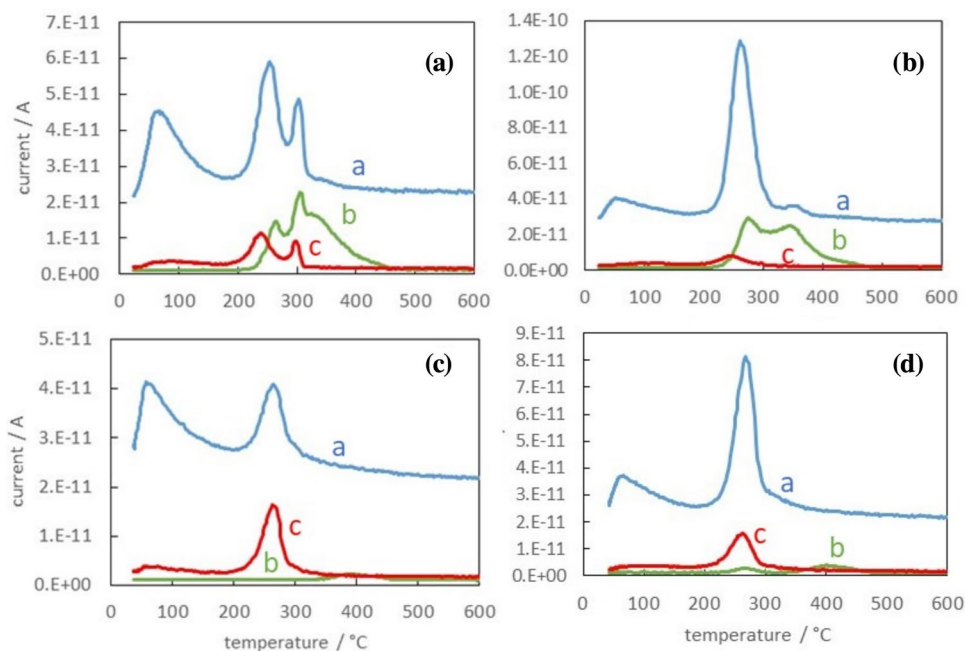 7.E-11
6.E-11
5.E-11
4.E-11
3.E-11
2.E-11
1.E-11
0.E+00
current / A
(a)
a
b
c
0 100 200 300 400 500 600
1.4E-10
1.2E-10
1.0E-10
8.0E-11
6.0E-11
4.0E-11
2.0E-11
0.0E+00
(b)
a
b
c
0 100 200 300 400 500 600
5.E-11
4.E-11
3.E-11
2.E-11
1.E-11
0.E+00
current / A
(c)
a
c
b
0 100 200 300 400 500 600
temperature / °C
9.E-11
8.E-11
7.E-11
6.E-11
5.E-11
4.E-11
3.E-11
2.E-11
1.E-11
0.E+00
(d)
a
c
b
0 100 200 300 400 500 600
temperature / °C